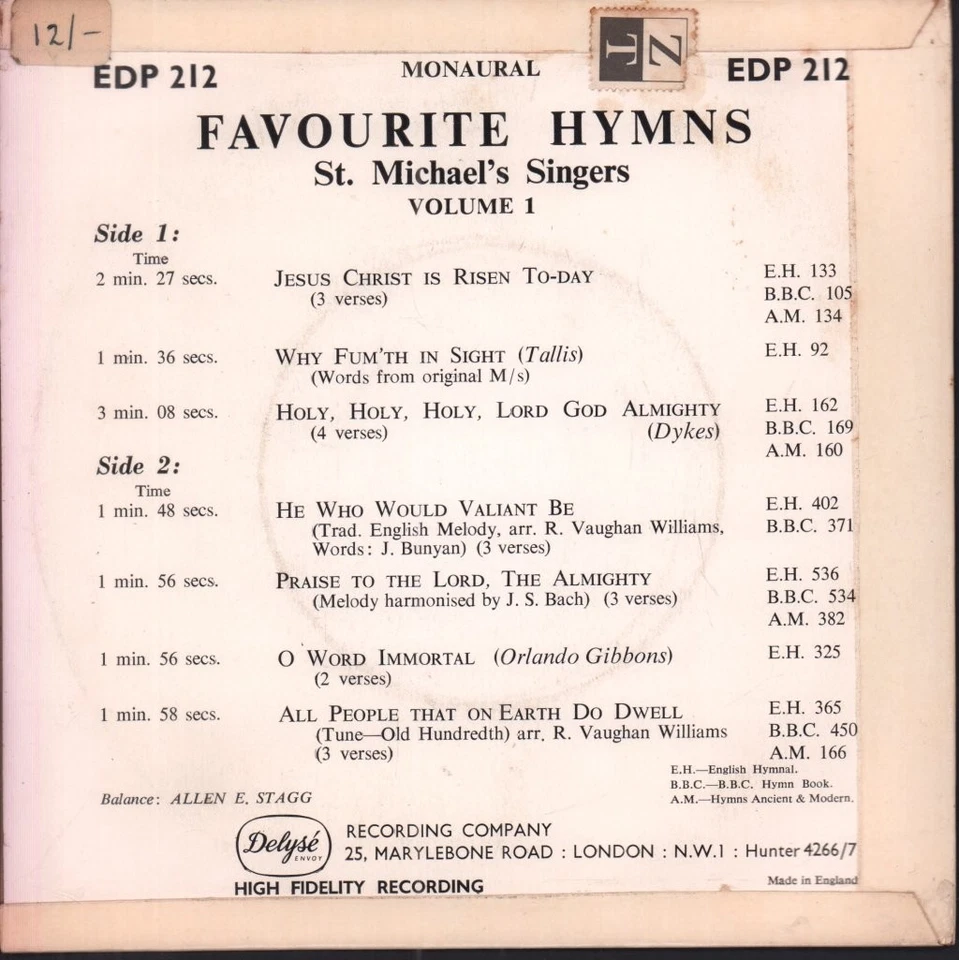 12/-
EDP 212 MONAURAL TN EDP 212
FAVOURITE HYMNS
St. Michael's Singers
VOLUME 1
Side 1:
Time
2 min. 27 secs. JESUS CHRIST IS RISEN TO-DAY E.H. 133
(3 verses) B.B.C. 105
A.M. 134
1 min. 36 secs. WHY FUM'TH IN SIGHT (Tallis) E.H. 92
(Words from original M/s)
3 min. 08 secs. HOLY, HOLY, HOLY, LORD GOD ALMIGHTY E.H. 162
(4 verses) (Dykes) B.B.C. 169
A.M. 160
Side 2:
Time
1 min. 48 secs. HE WHO WOULD VALIANT BE E.H. 402
(Trad. English Melody, arr. R. Vaughan Williams, B.B.C. 371
Words: J. Bunyan) (3 verses)
1 min. 56 secs. PRAISE TO THE LORD, THE ALMIGHTY E.H. 536
(Melody harmonised by J. S. Bach) (3 verses) B.B.C. 534
A.M. 382
1 min. 56 secs. O WORD IMMORTAL (Orlando Gibbons) E.H. 325
(2 verses)
1 min. 58 secs. ALL PEOPLE THAT ON EARTH DO DWELL E.H. 365
(Tune—Old Hundredth) arr. R. Vaughan Williams B.B.C. 450
(3 verses) A.M. 166
E.H.—English Hymnal.
B.B.C.—B.B.C. Hymn Book.
Balance: ALLEN E. STAGG A.M.—Hymns Ancient & Modern.
Delysé ENVOY RECORDING COMPANY
25, MARYLEBONE ROAD : LONDON : N.W.1 : Hunter 4266/7
HIGH FIDELITY RECORDING Made in England